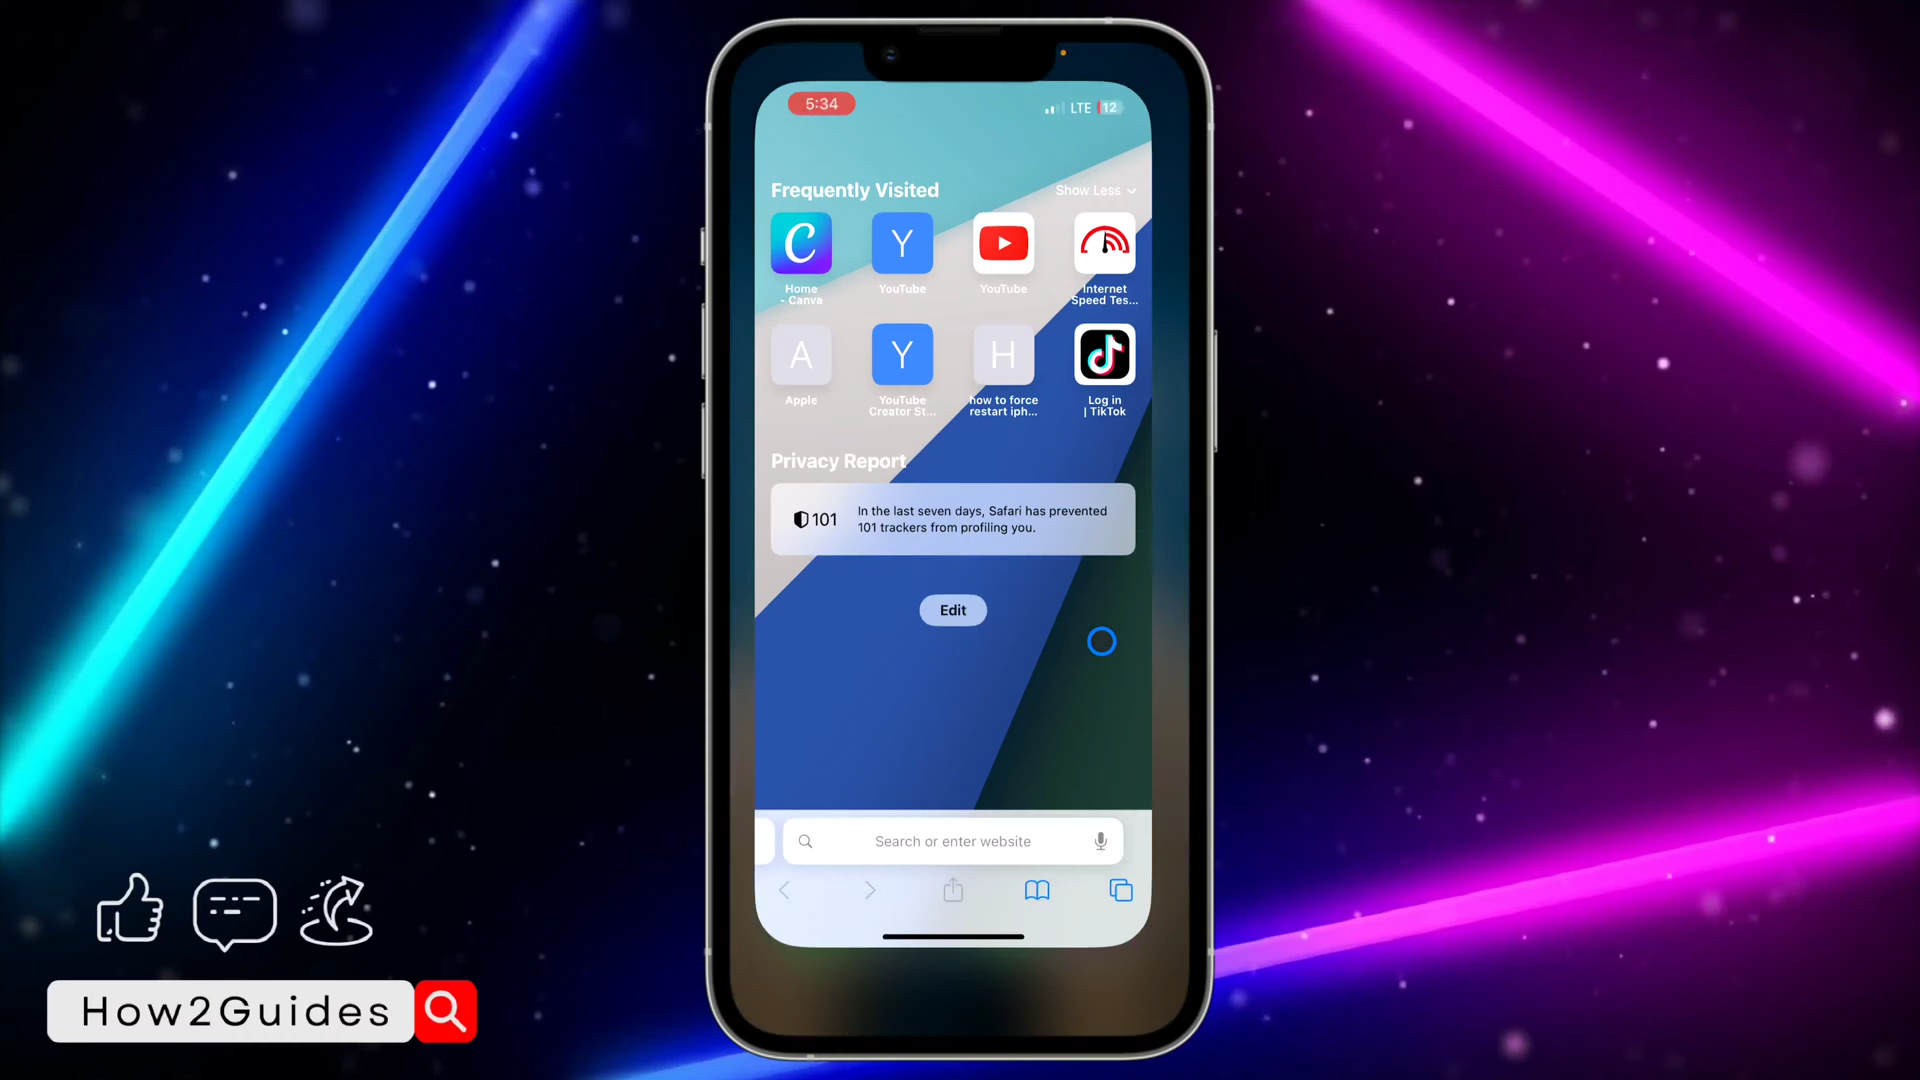 5:34
LTE 12
Frequently Visited
Show Less
C
Y
Home
- Canva
YouTube
YouTube
Internet
Speed Tes...
A
Y
H
Apple
YouTube
Creator St...
how to force
restart iph...
Log in
| TikTok
Privacy Report
101
In the last seven days, Safari has prevented
101 trackers from profiling you.
Edit
Search or enter website
How2Guides